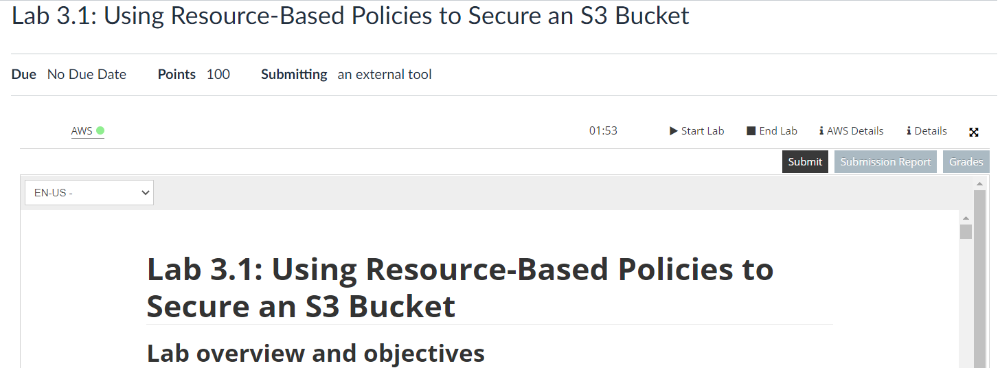 Lab 3.1: Using Resource-Based Policies to Secure an S3 Bucket
Due No Due Date Points 100 Submitting an external tool
AWS 01:53 Start Lab End Lab AWS Details Details
Submit Submission Report Grades
EN-US -
Lab 3.1: Using Resource-Based Policies to
Secure an S3 Bucket
Lab overview and objectives